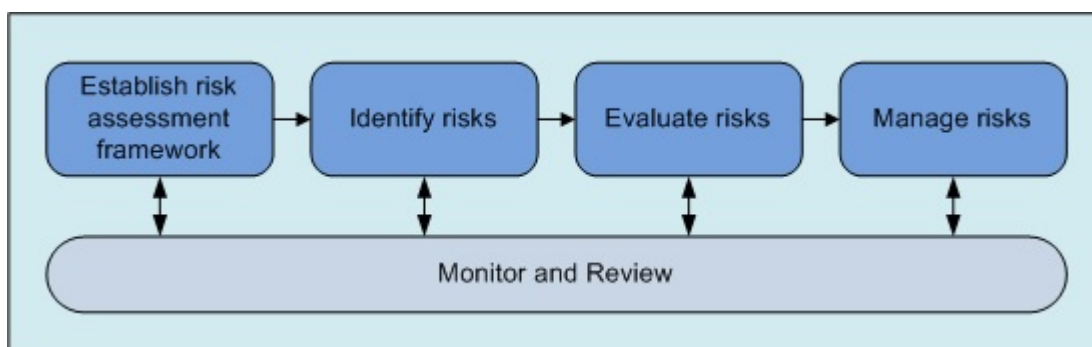 Establish risk
assessment
framework
Identify risks
Evaluate risks
Manage risks
Monitor and Review